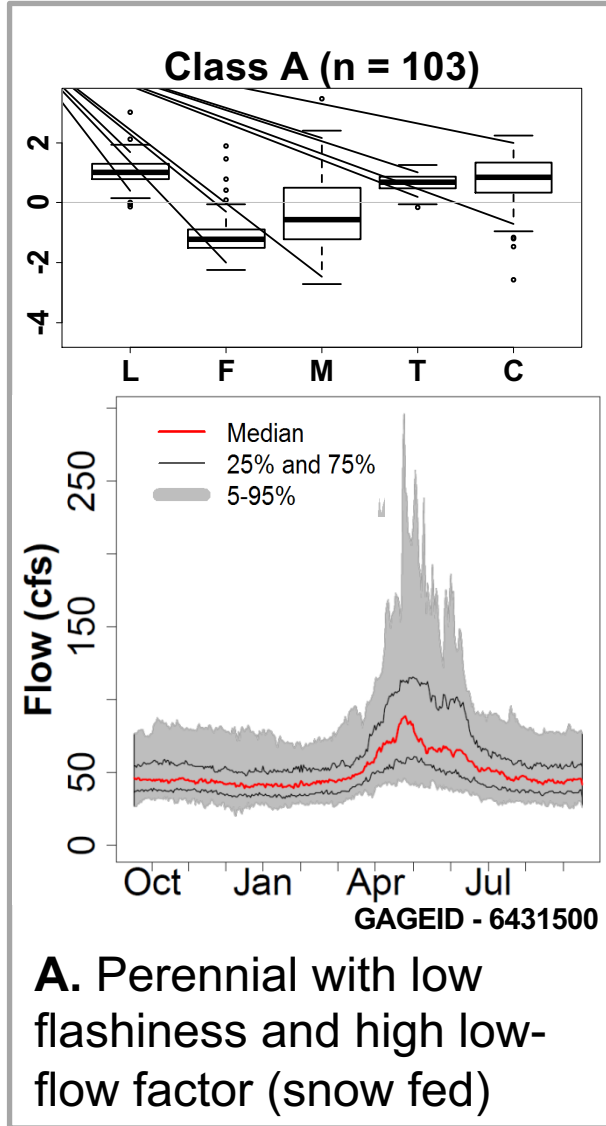 Class A (n = 103)
2
0
-2
-4
L F M T C
Median
25% and 75%
5-95%
Flow (cfs)
250
150
50
0
Oct Jan Apr Jul
GAGEID - 6431500
A. Perennial with low
flashiness and high low-
flow factor (snow fed)